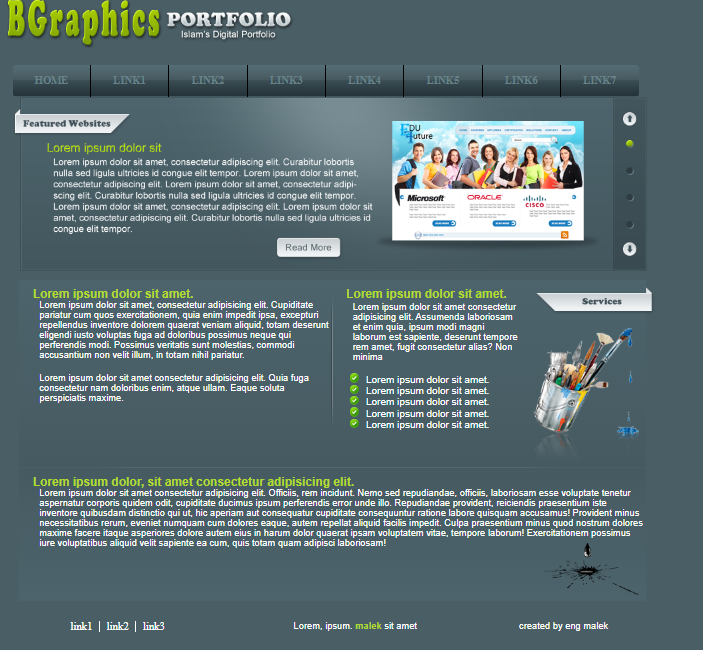 BGraphics PORTFOLIO
Islam's Digital Portfolio
HOME LINK1 LINK2 LINK3 LINK4 LINK5 LINK6 LINK7
Featured Websites
Lorem ipsum dolor sit
Lorem ipsum dolor sit amet, consectetur adipiscing elit. Curabitur lobortis
nulla sed ligula ultricies id congue elit tempor. Lorem ipsum dolor sit amet,
consectetur adipiscing elit. Lorem ipsum dolor sit amet, consectetur adipi-
scing elit. Curabitur lobortis nulla sed ligula ultricies id congue elit tempor.
Lorem ipsum dolor sit amet, consectetur adipiscing elit. Lorem ipsum dolor sit
amet, consectetur adipiscing elit. Curabitur lobortis nulla sed ligula ultricies id
congue elit tempor.
Read More
EDU
Future
Microsoft ORACLE CISCO
Lorem ipsum dolor sit amet.
Lorem ipsum dolor sit amet, consectetur adipisicing elit. Cupiditate
pariatur cum quos exercitationem, quia enim impedit ipsa, excepturi
repellendus inventore dolorem quaerat veniam aliquid, totam deserunt
eligendi iusto voluptas fuga ad doloribus possimus neque qui
perferendis modi. Possimus veritatis sunt molestias, commodi
accusantium non velit illum, in totam nihil pariatur.
Lorem ipsum dolor sit amet consectetur adipisicing elit. Quia fuga
consectetur nam doloribus enim, atque ullam. Eaque soluta
perspiciatis maxime.
Lorem ipsum dolor sit amet.
Lorem ipsum dolor sit amet, consectetur
adipisicing elit. Assumenda laboriosam
et enim quia, ipsum modi magni
laborum est sapiente, deserunt tempore
rem amet, fugit consectetur alias? Non
minima
Lorem ipsum dolor sit amet.
Lorem ipsum dolor sit amet.
Lorem ipsum dolor sit amet.
Lorem ipsum dolor sit amet.
Lorem ipsum dolor sit amet.
Services
Lorem ipsum dolor, sit amet consectetur adipisicing elit.
Lorem ipsum dolor sit amet consectetur adipisicing elit. Officiis, rem incidunt. Nemo sed repudiandae, officiis, laboriosam esse voluptate tenetur
aspernatur corporis quidem odit, cupiditate ducimus ipsum perferendis error unde illo. Repudiandae provident, reiciendis praesentium iste
inventore quibusdam distinctio qui ut, hic aperiam aut consequatur cupiditate consequuntur ratione labore quisquam accusamus! Provident minus
necessitatibus rerum, eveniet numquam cum dolores eaque, autem repellat aliquid facilis impedit. Culpa praesentium minus quod nostrum dolores
maxime facere itaque asperiores dolore autem eius in harum dolor quaerat ipsam voluptatem vitae, tempore laborum! Exercitationem possimus
iure voluptatibus aliquid velit sapiente ea cum, quis totam quam adipisci laboriosam!
link1 | link2 | link3
Lorem, ipsum. malek sit amet
created by eng malek